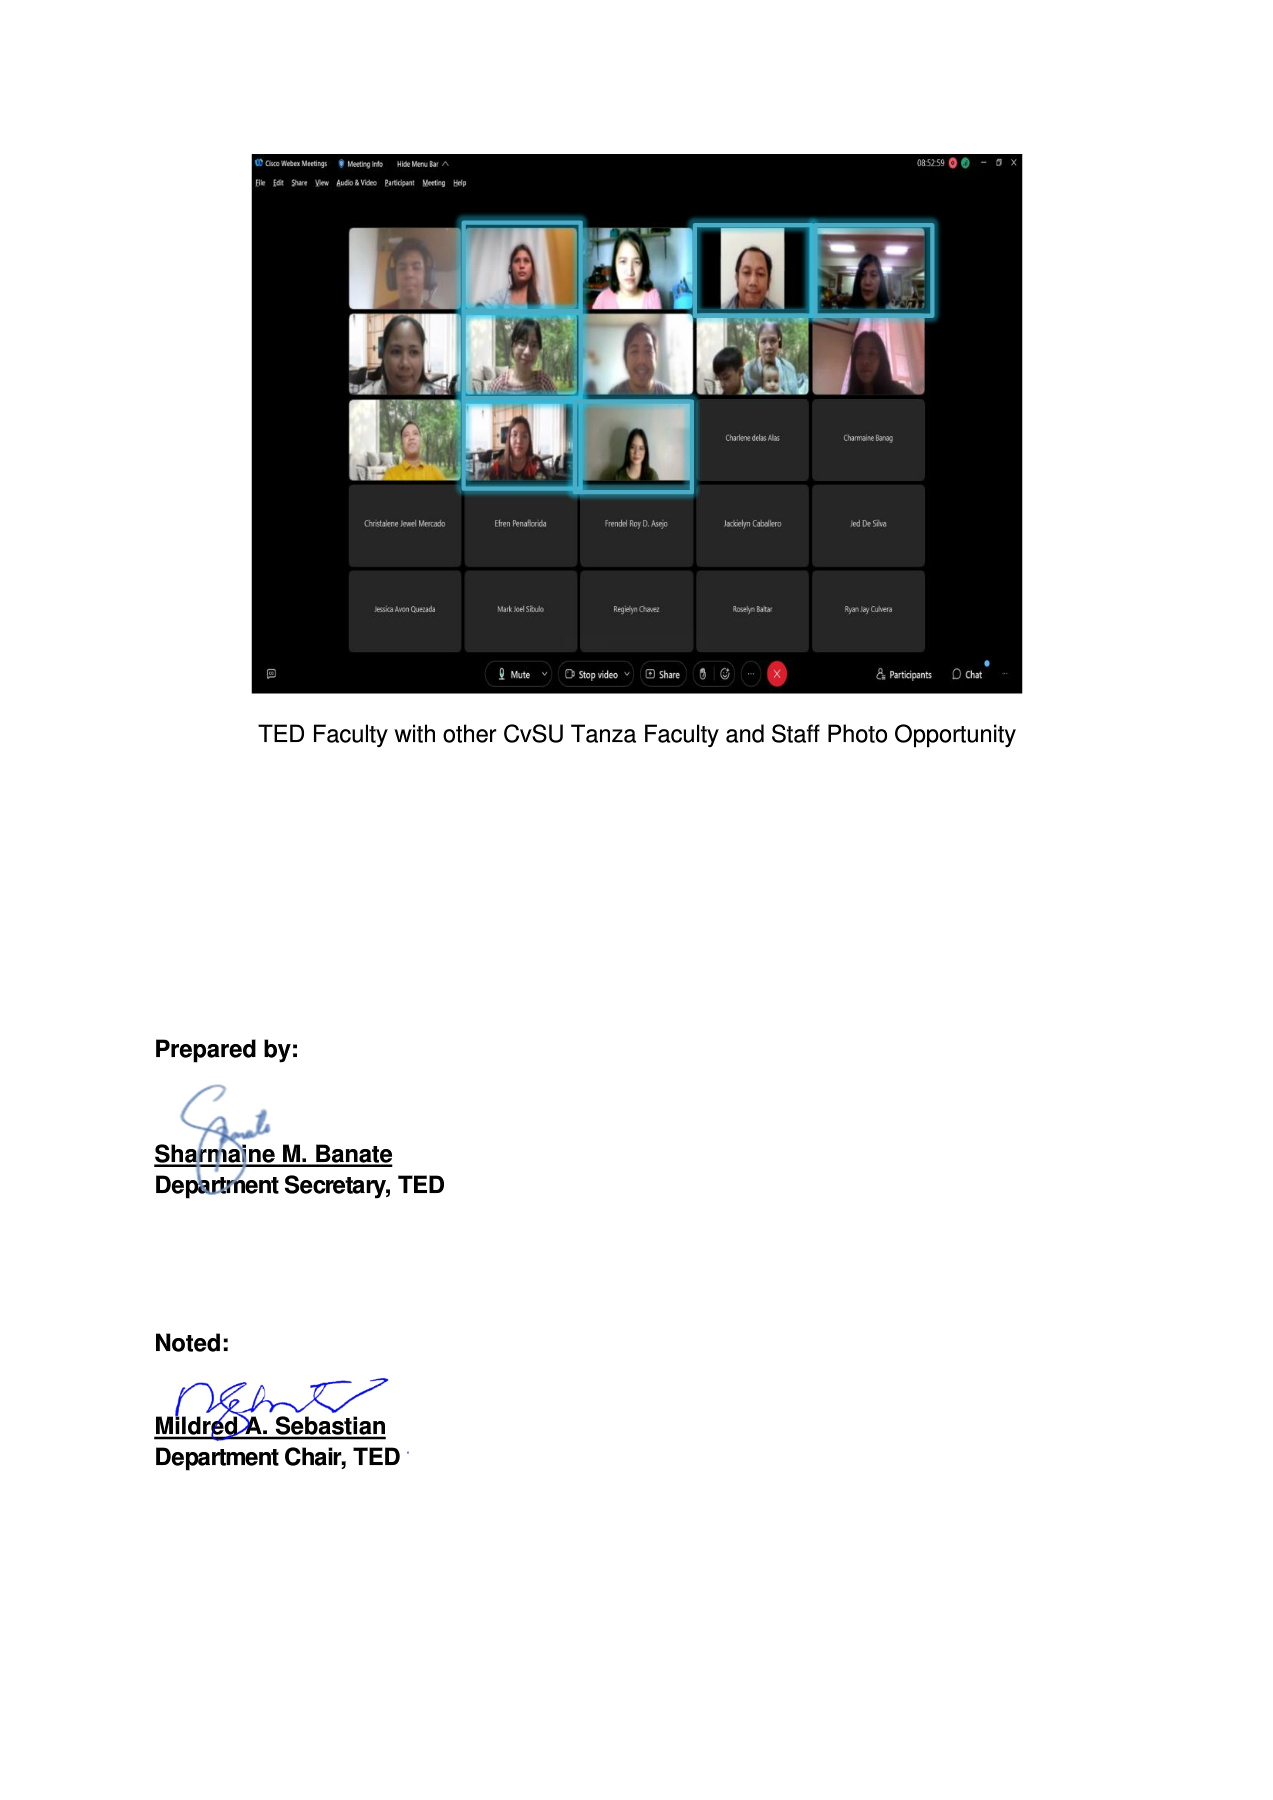 Cisco Webex Meetings Meeting Info Hide Menu Bar 08:52:59
File Edit Share View Audio & Video Participant Meeting Help
Charlene delas Alas Charmaine Banag
Christalene Jewel Mercado Efren Penaflorida Frendel Roy D. Asejo Jackielyn Caballero Jed De Silva
Jessica Avon Quezada Mark Joel Sibulo Regielyn Chavez Roselyn Baltar Ryan Jay Culvera
Mute Stop video Share Participants Chat
TED Faculty with other CvSU Tanza Faculty and Staff Photo Opportunity
Prepared by:
Sharmaine M. Banate
Department Secretary, TED
Noted:
Mildred A. Sebastian
Department Chair, TED